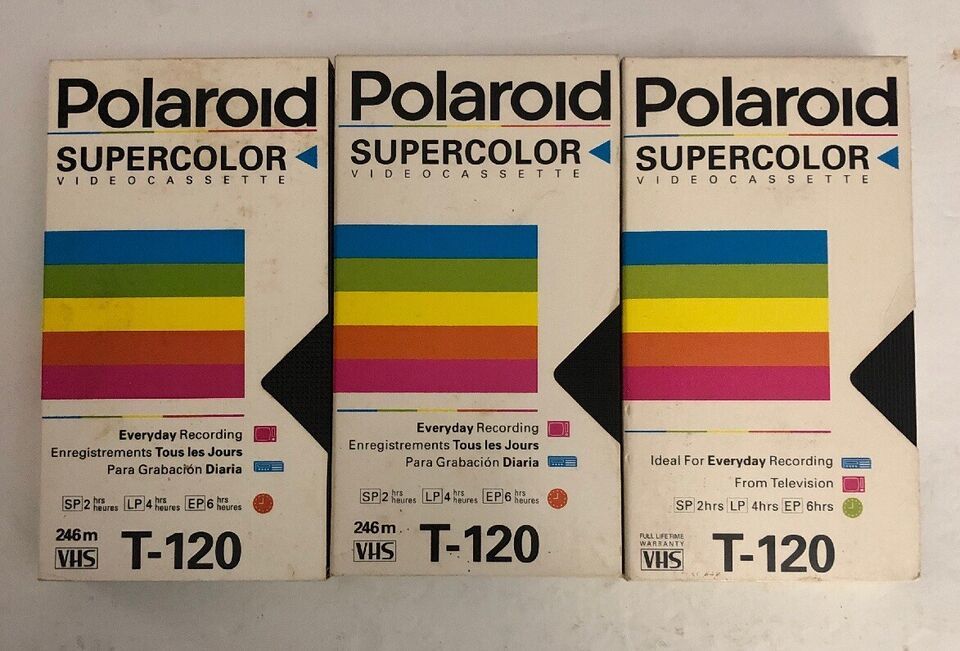 Polaroid
SUPERCOLOR
VIDEOCASSETTE
Everyday Recording
Enregistrements Tous les Jours
Para Grabación Diaria
SP 2 hrs heures LP 4 hrs heures EP 6 hrs heures
246 m
VHS T-120
Polaroid
SUPERCOLOR
VIDEOCASSETTE
Everyday Recording
Enregistrements Tous les Jours
Para Grabación Diaria
SP 2 hrs heures LP 4 hrs heures EP 6 hrs heures
246 m
VHS T-120
Polaroid
SUPERCOLOR
VIDEOCASSETTE
Ideal For Everyday Recording
From Television
SP 2hrs LP 4hrs EP 6hrs
FULL LIFETIME
WARRANTY
VHS T-120